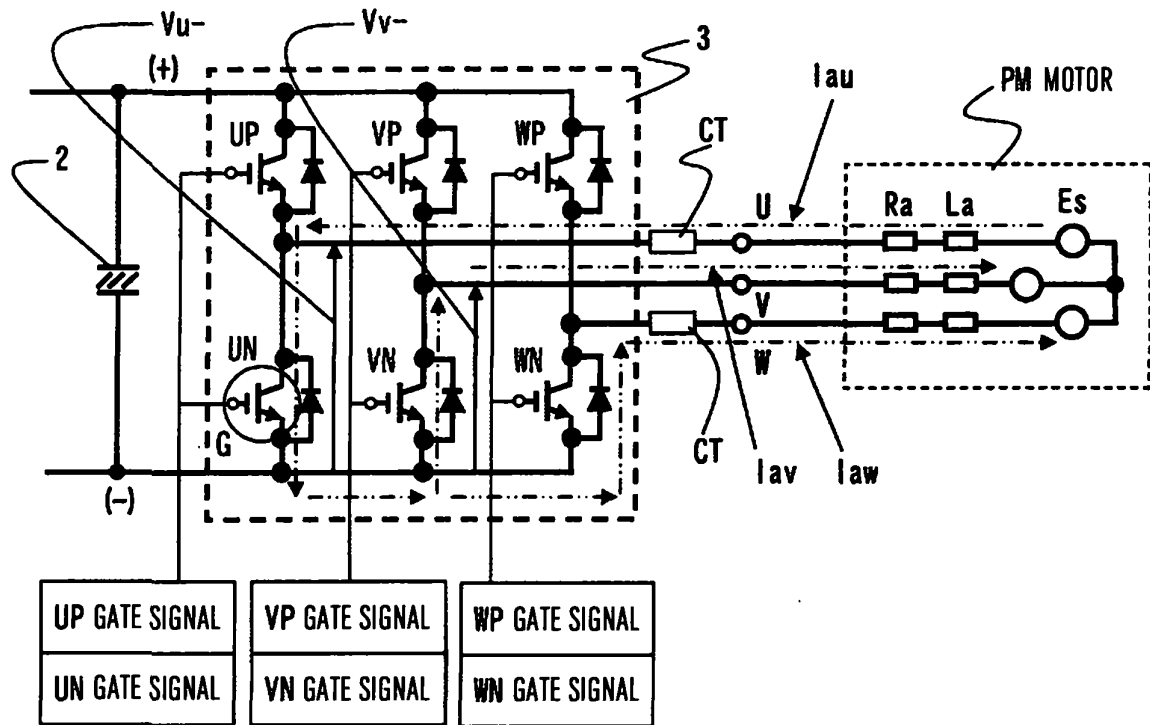 Vu-
Vv-
(+)
3
Iau
PM MOTOR
UP
VP
WP
CT
2
U
Ra
La
Es
V
UN
VN
WN
W
G
CT
Iav
Iaw
(-)
UP GATE SIGNAL
VP GATE SIGNAL
WP GATE SIGNAL
UN GATE SIGNAL
VN GATE SIGNAL
WN GATE SIGNAL